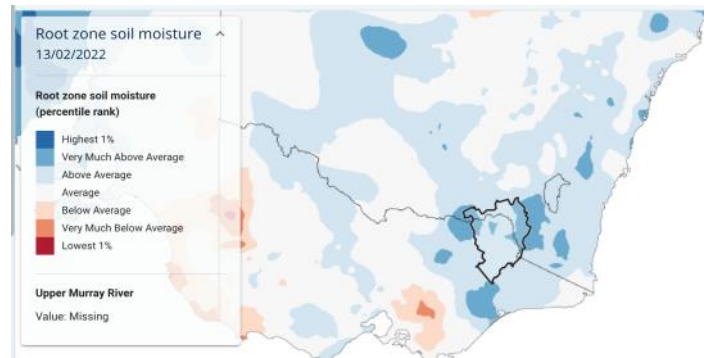 Root zone soil moisture
13/02/2022
Root zone soil moisture
(percentile rank)
Highest 1%
Very Much Above Average
Above Average
Average
Below Average
Very Much Below Average
Lowest 1%
Upper Murray River
Value: Missing